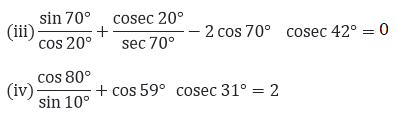 (iii) sin 70° / cos 20° + cosec 20° / sec 70° − 2 cos 70°   cosec 42° = 0
(iv) cos 80° / sin 10° + cos 59°  cosec 31° = 2